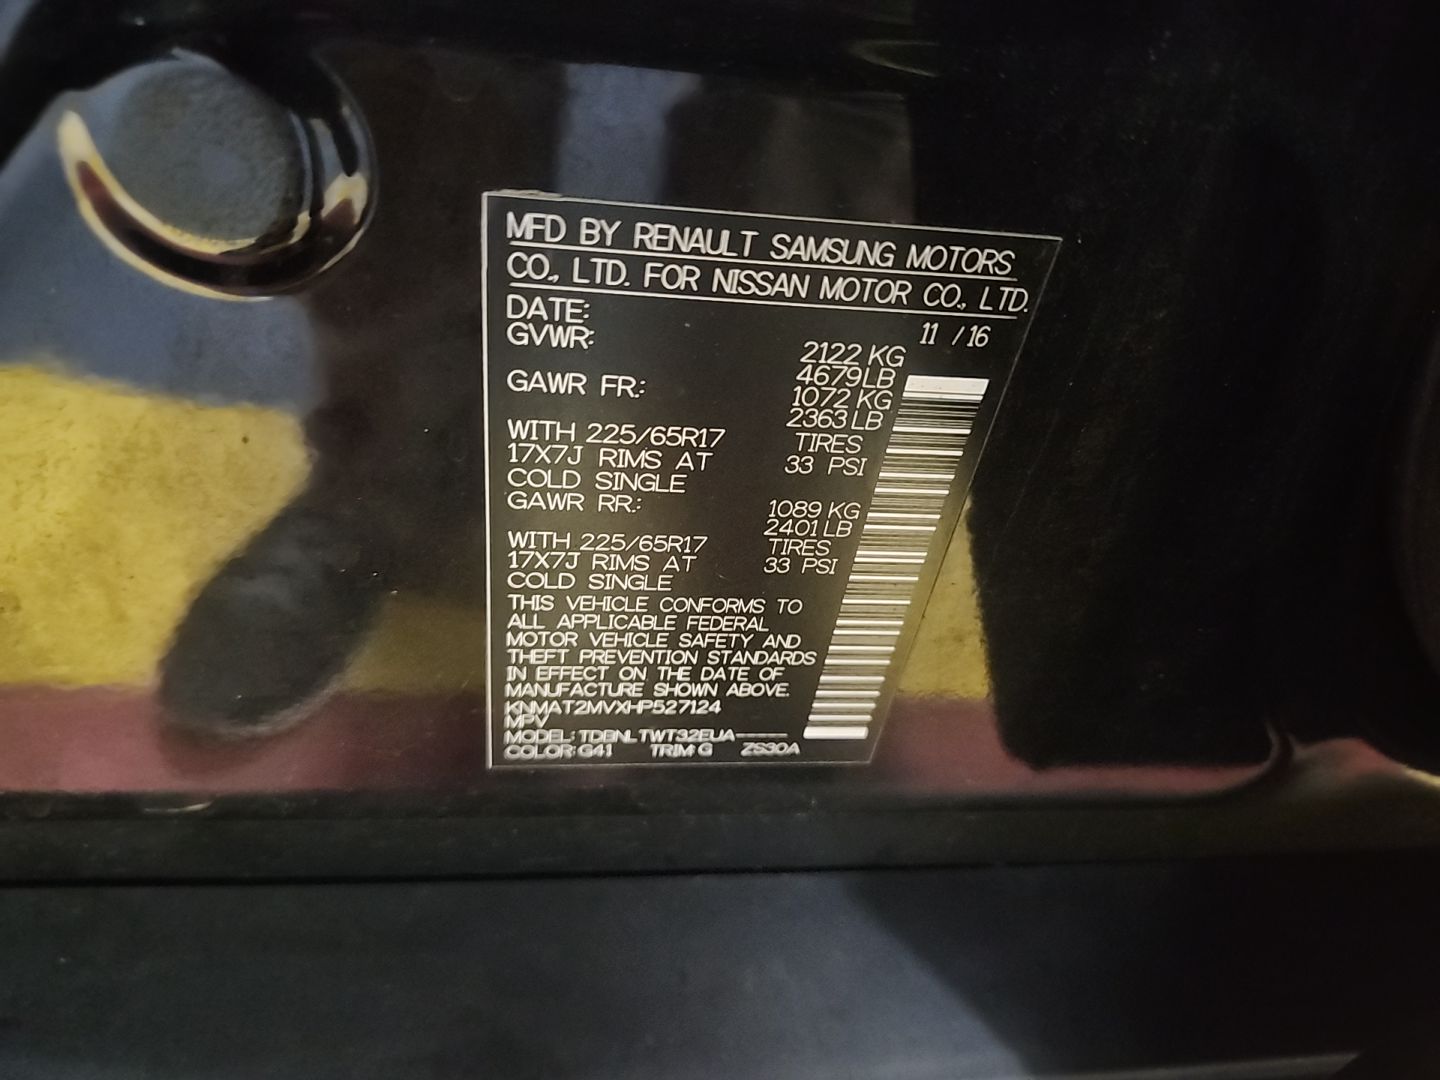 MFD BY RENAULT SAMSUNG MOTORS
CO., LTD. FOR NISSAN MOTOR CO., LTD.
DATE: 11 /16
GVWR: 2122 KG
4679 LB
GAWR FR.: 1072 KG
2363 LB
WITH 225/65R17 TIRES
17X7J RIMS AT 33 PSI
COLD SINGLE
GAWR RR.: 1089 KG
2401 LB
WITH 225/65R17 TIRES
17X7J RIMS AT 33 PSI
COLD SINGLE
THIS VEHICLE CONFORMS TO
ALL APPLICABLE FEDERAL
MOTOR VEHICLE SAFETY AND
THEFT PREVENTION STANDARDS
IN EFFECT ON THE DATE OF
MANUFACTURE SHOWN ABOVE.
KNMAT2MVXHP527124
MPV
MODEL: TDBNLTWT32EUA-----
COLOR: G41 TRIM: G ZS30A